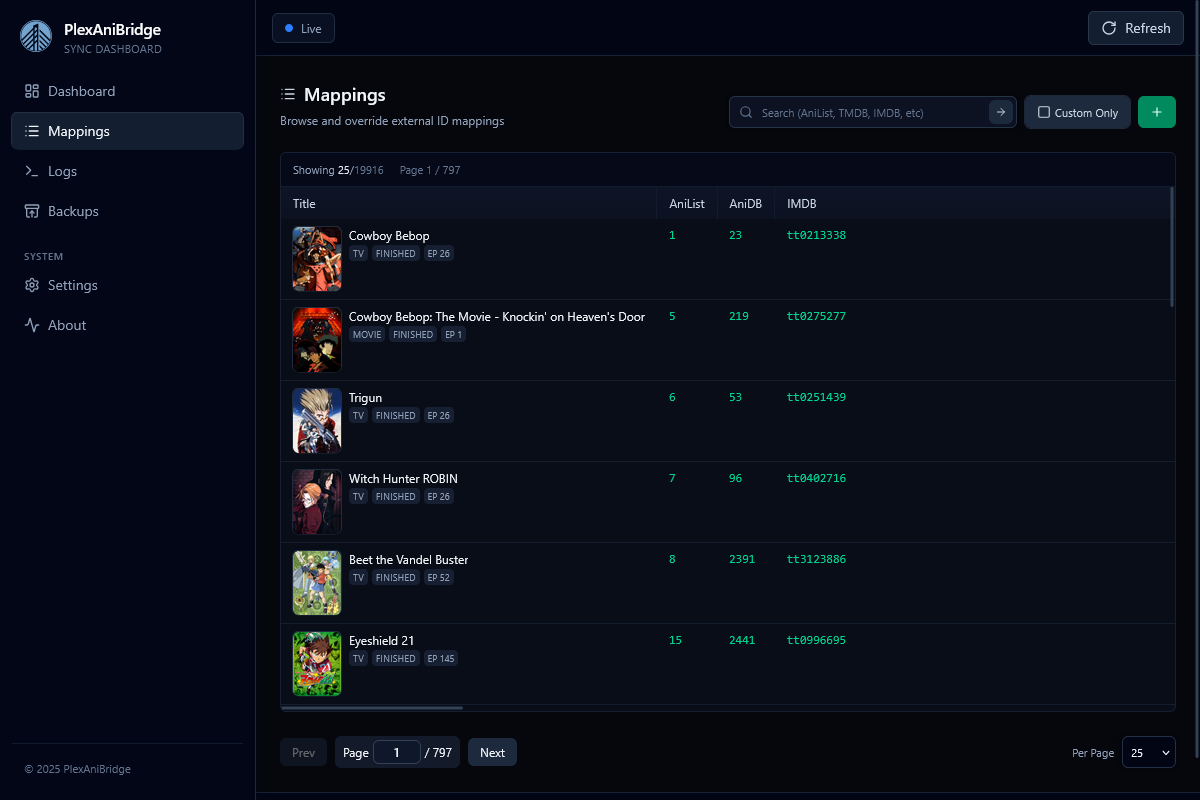 PlexAniBridge
SYNC DASHBOARD
Dashboard
Mappings
Logs
Backups
SYSTEM
Settings
About
© 2025 PlexAniBridge
Live
Refresh
Mappings
Browse and override external ID mappings
Search (AniList, TMDB, IMDB, etc)
Custom Only
Showing 25/19916 Page 1 / 797
Title AniList AniDB IMDB
Cowboy Bebop 1 23 tt0213338
TV FINISHED EP 26
Cowboy Bebop: The Movie - Knockin' on Heaven's Door 5 219 tt0275277
MOVIE FINISHED EP 1
Trigun 6 53 tt0251439
TV FINISHED EP 26
Witch Hunter ROBIN 7 96 tt0402716
TV FINISHED EP 26
Beet the Vandel Buster 8 2391 tt3123886
TV FINISHED EP 52
Eyeshield 21 15 2441 tt0996695
TV FINISHED EP 145
Prev Page 1 / 797 Next Per Page 25